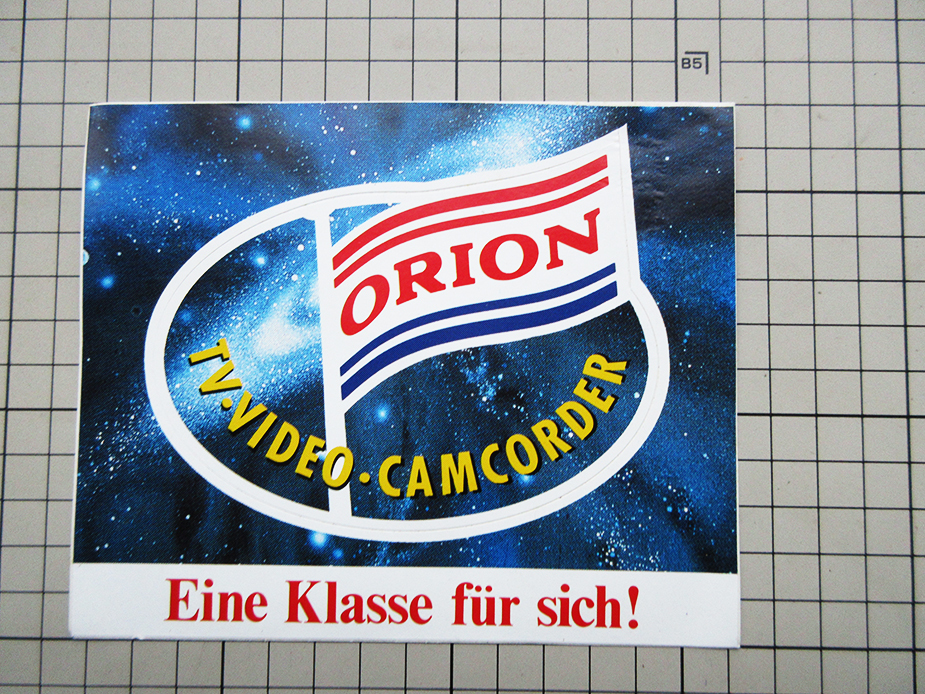 B5
ORION
TV·VIDEO·CAMCORDER
Eine Klasse für sich!